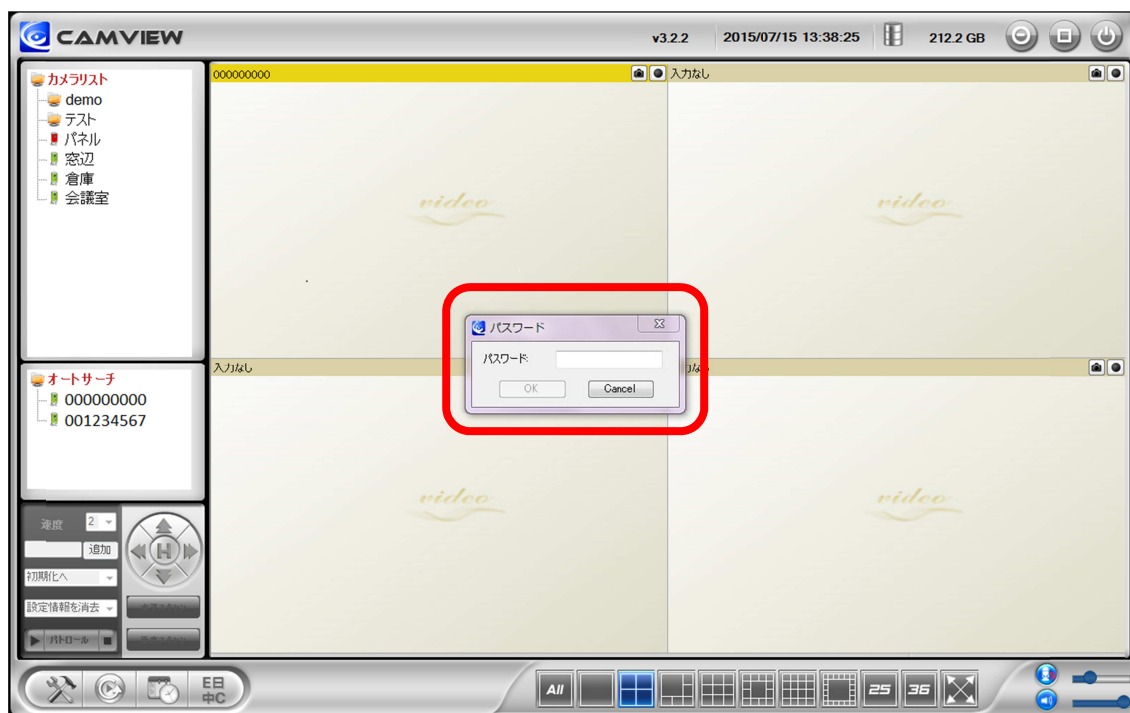 CAMVIEW
v3.2.2 2015/07/15 13:38:25 212.2 GB
カメラリスト
demo
テスト
パネル
窓辺
倉庫
会議室
000000000
入力なし
video
video
パスワード
パスワード:
OK Cancel
入力なし
video
video
オートサーチ
000000000
001234567
速度 2
追加
初期化へ
設定情報を消去
パトロール
E日
中C
All
25 36